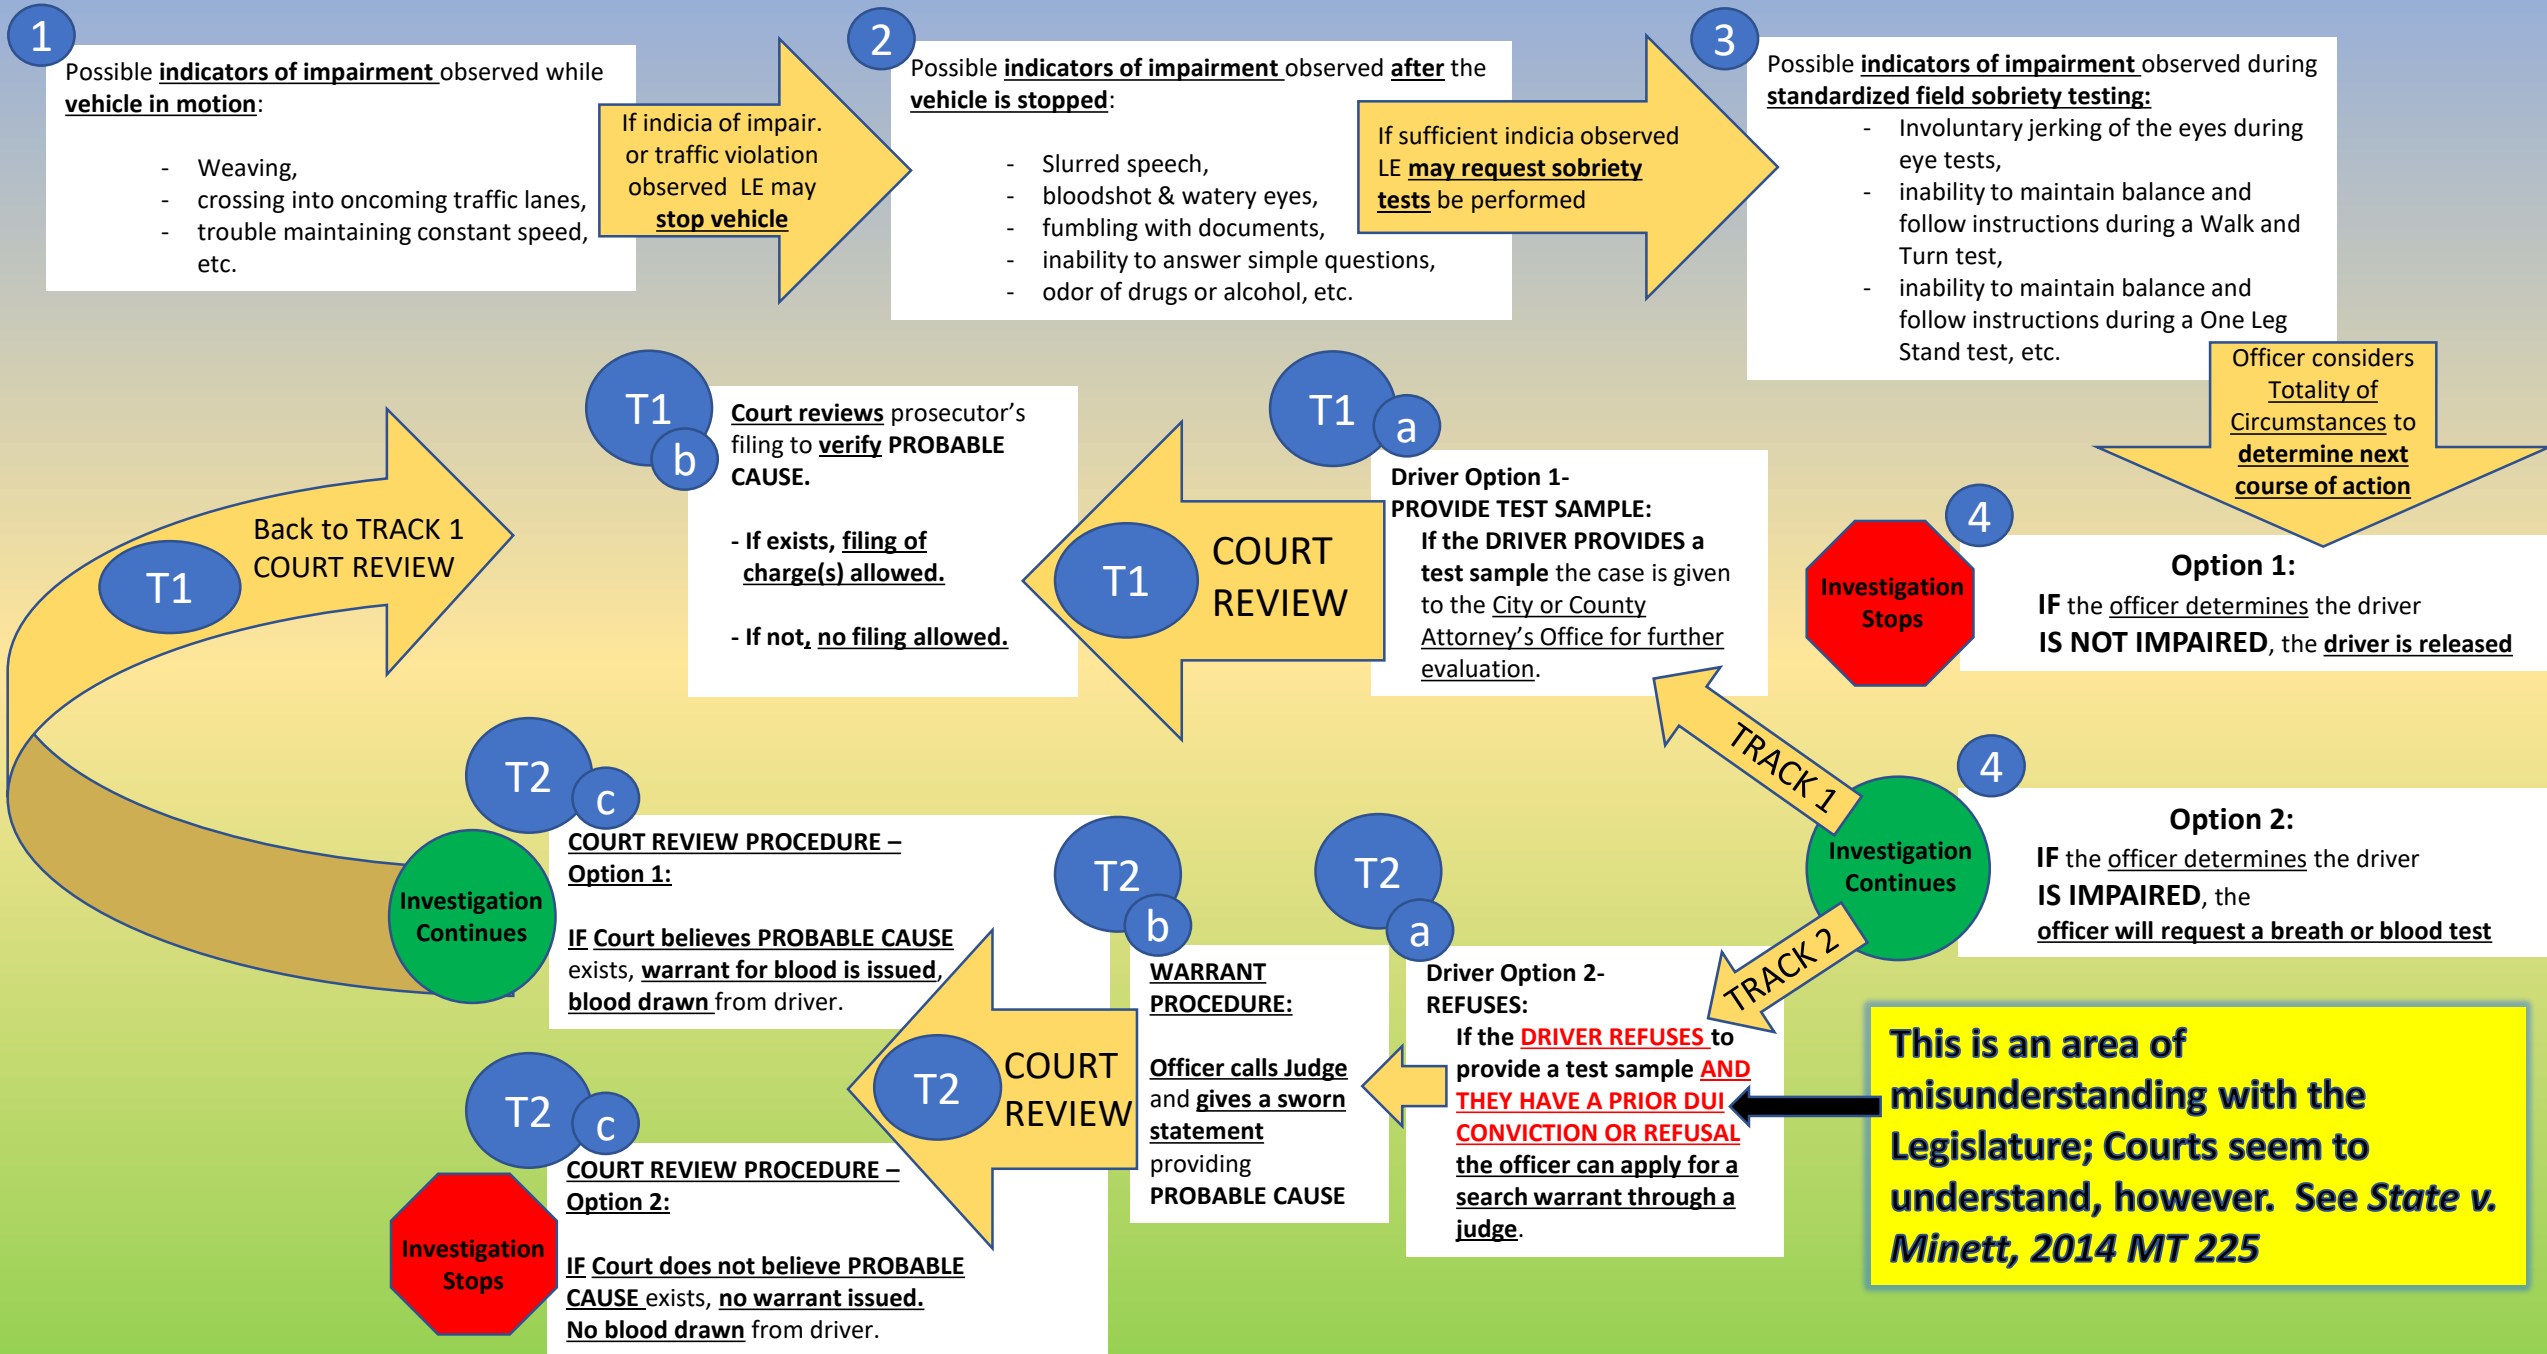 1
Possible indicators of impairment observed while
vehicle in motion:
- Weaving,
- crossing into oncoming traffic lanes,
- trouble maintaining constant speed,
etc.
If indicia of impair.
or traffic violation
observed LE may
stop vehicle
2
Possible indicators of impairment observed after the
vehicle is stopped:
- Slurred speech,
- bloodshot & watery eyes,
- fumbling with documents,
- inability to answer simple questions,
- odor of drugs or alcohol, etc.
If sufficient indicia observed
LE may request sobriety
tests be performed
3
Possible indicators of impairment observed during
standardized field sobriety testing:
- Involuntary jerking of the eyes during
eye tests,
- inability to maintain balance and
follow instructions during a Walk and
Turn test,
- inability to maintain balance and
follow instructions during a One Leg
Stand test, etc.
Officer considers
Totality of
Circumstances to
determine next
course of action
4
Investigation
Stops
Option 1:
IF the officer determines the driver
IS NOT IMPAIRED, the driver is released
4
Investigation
Continues
Option 2:
IF the officer determines the driver
IS IMPAIRED, the
officer will request a breath or blood test
TRACK 1
T1
a
Driver Option 1-
PROVIDE TEST SAMPLE:
If the DRIVER PROVIDES a
test sample the case is given
to the City or County
Attorney's Office for further
evaluation.
T1
COURT
REVIEW
T1
b
Court reviews prosecutor's
filing to verify PROBABLE
CAUSE.
- If exists, filing of
charge(s) allowed.
- If not, no filing allowed.
TRACK 2
T2
a
Driver Option 2-
REFUSES:
If the DRIVER REFUSES to
provide a test sample AND
THEY HAVE A PRIOR DUI
CONVICTION OR REFUSAL
the officer can apply for a
search warrant through a
judge.
This is an area of
misunderstanding with the
Legislature; Courts seem to
understand, however. See State v.
Minett, 2014 MT 225
T2
b
WARRANT
PROCEDURE:
Officer calls Judge
and gives a sworn
statement
providing
PROBABLE CAUSE
T2
COURT
REVIEW
T2
c
COURT REVIEW PROCEDURE –
Option 1:
IF Court believes PROBABLE CAUSE
exists, warrant for blood is issued,
blood drawn from driver.
Investigation
Continues
T1
Back to TRACK 1
COURT REVIEW
T2
c
COURT REVIEW PROCEDURE –
Option 2:
IF Court does not believe PROBABLE
CAUSE exists, no warrant issued.
No blood drawn from driver.
Investigation
Stops